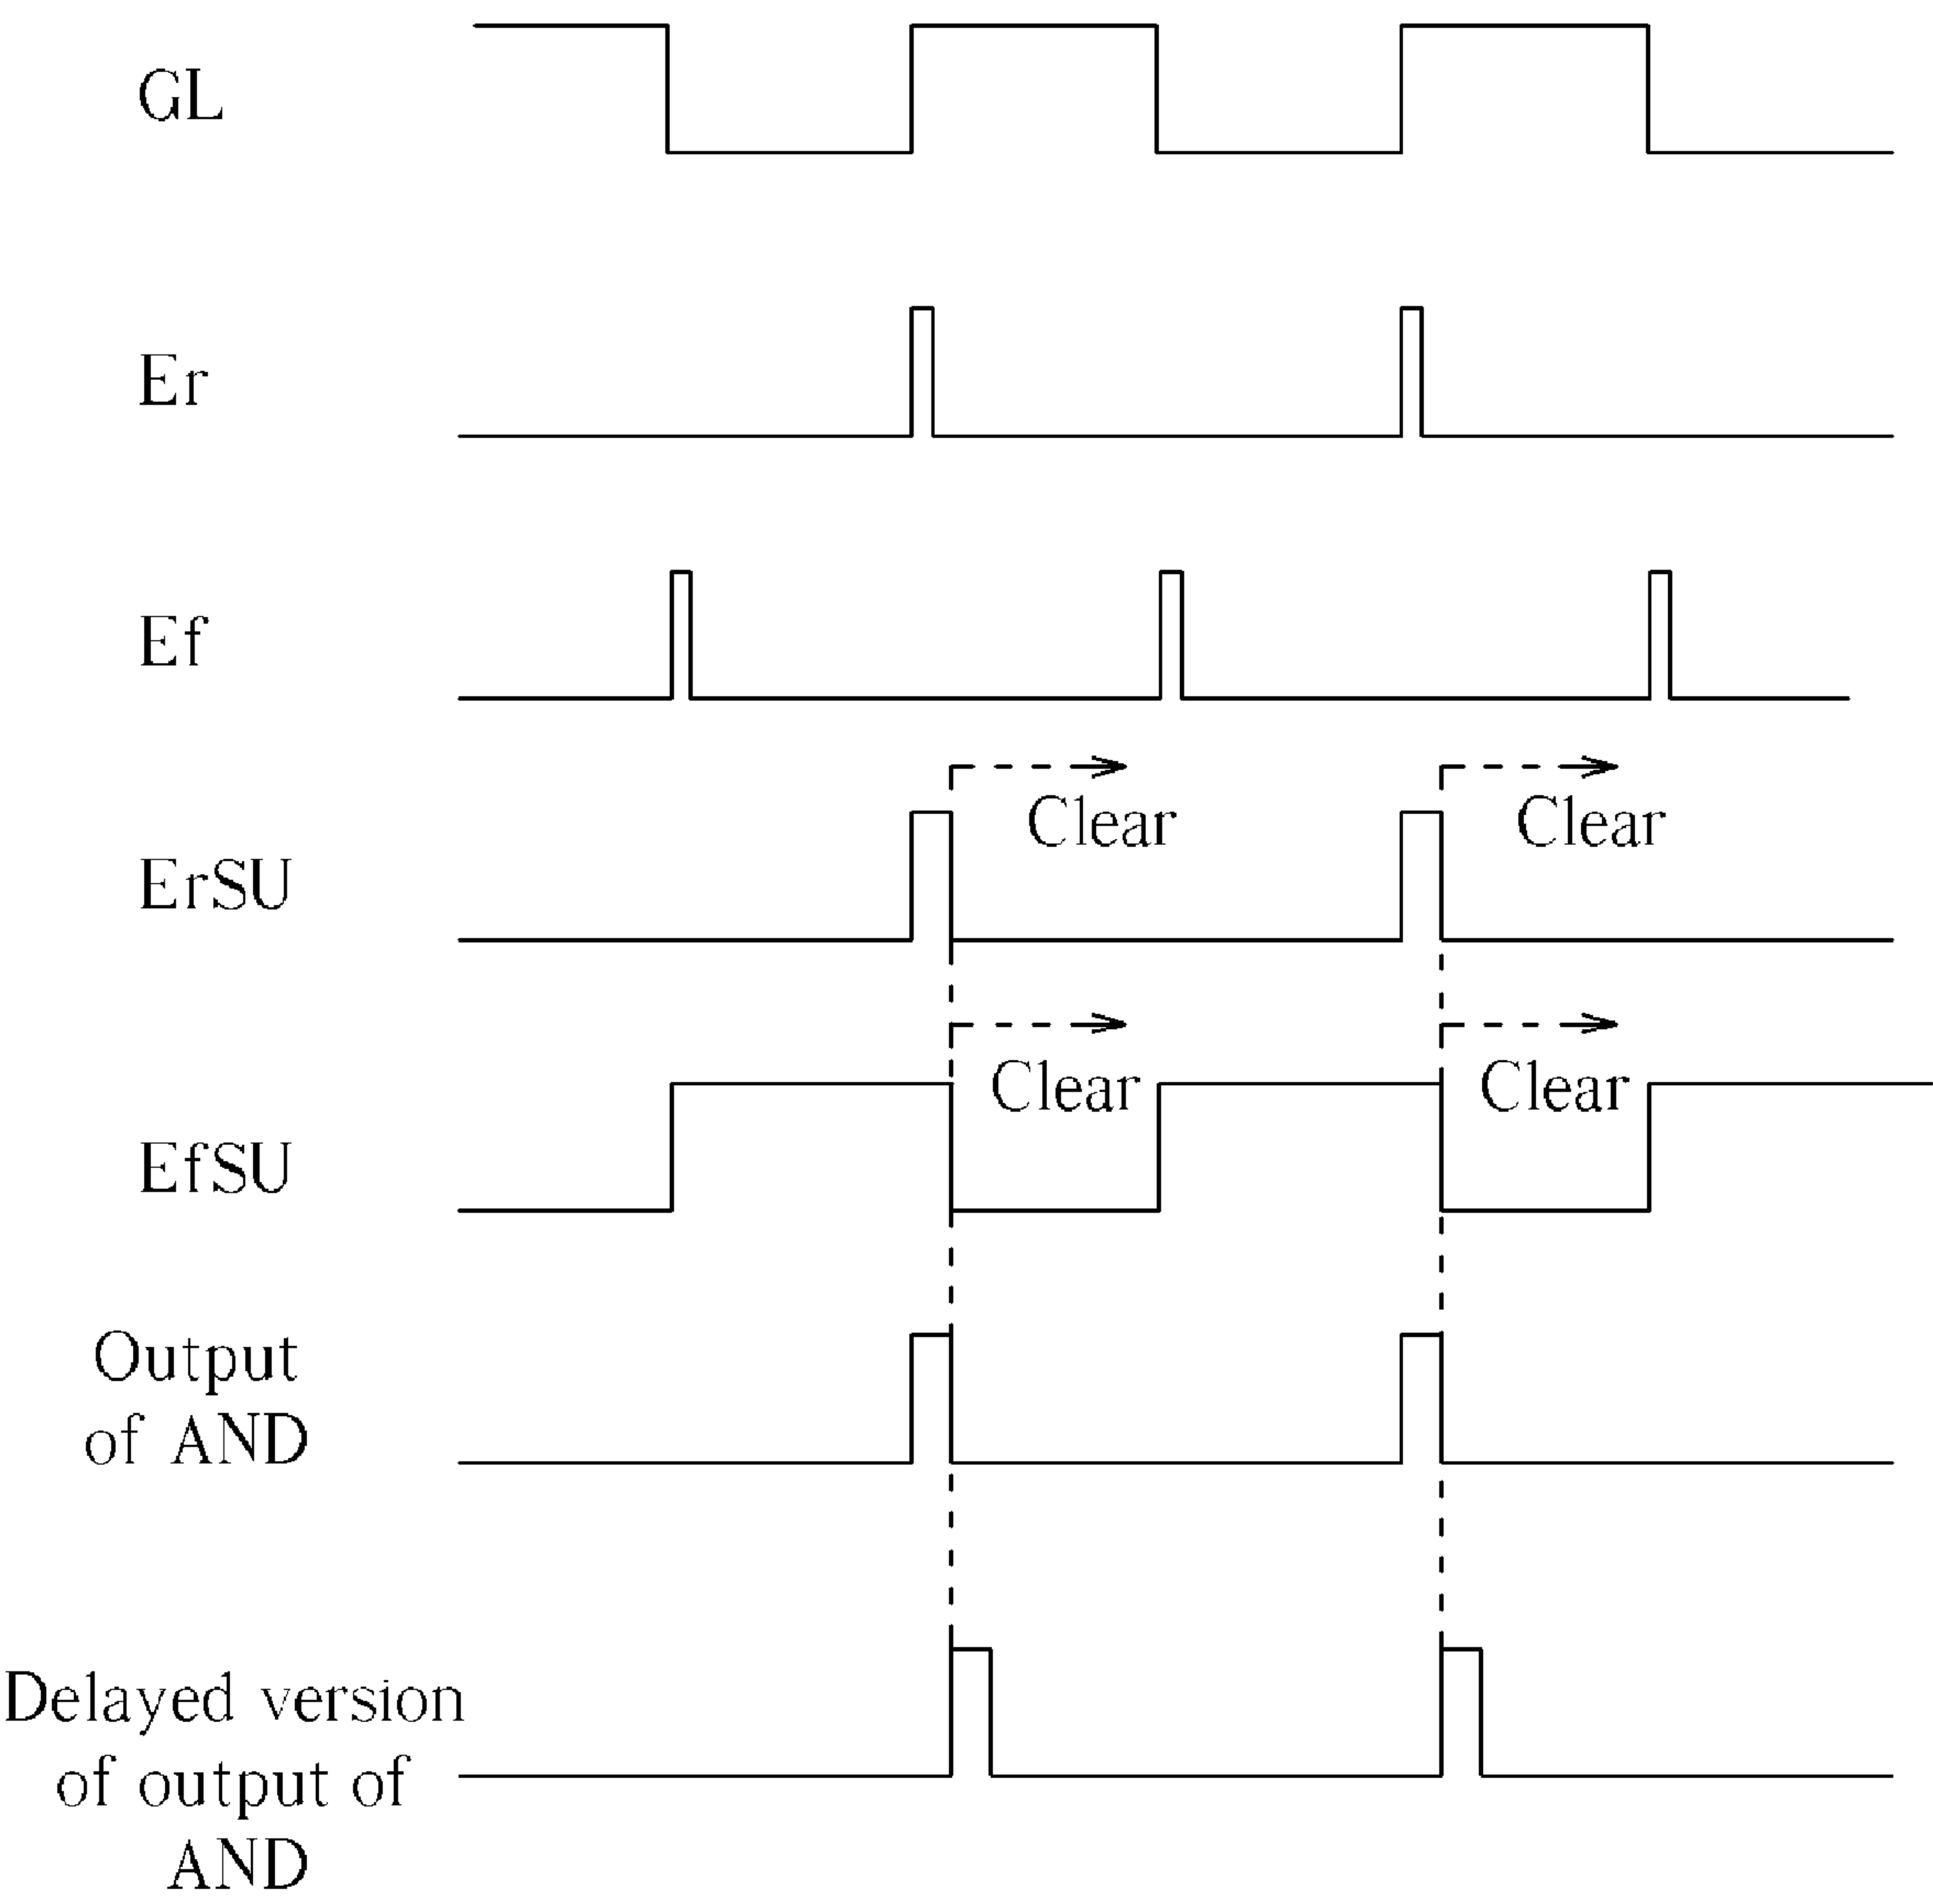 GL
Er
Ef
Clear Clear
ErSU
Clear Clear
EfSU
Output
of AND
Delayed version
of output of
AND